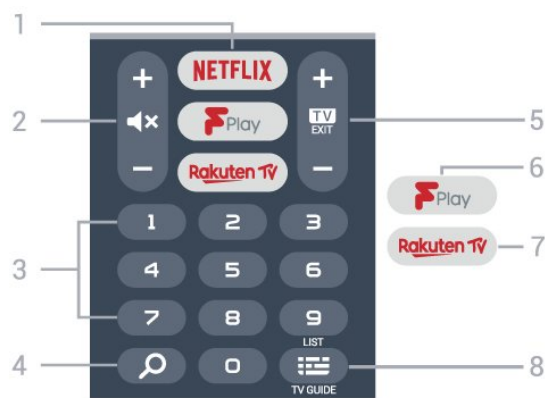 1
NETFLIX
+ +
2
F Play
TV
EXIT
5
- -
Rakuten TV
6
F Play
1 2 3
Rakuten TV
7
3
4 5 6
7 8 9
LIST
4
0
8
TV GUIDE